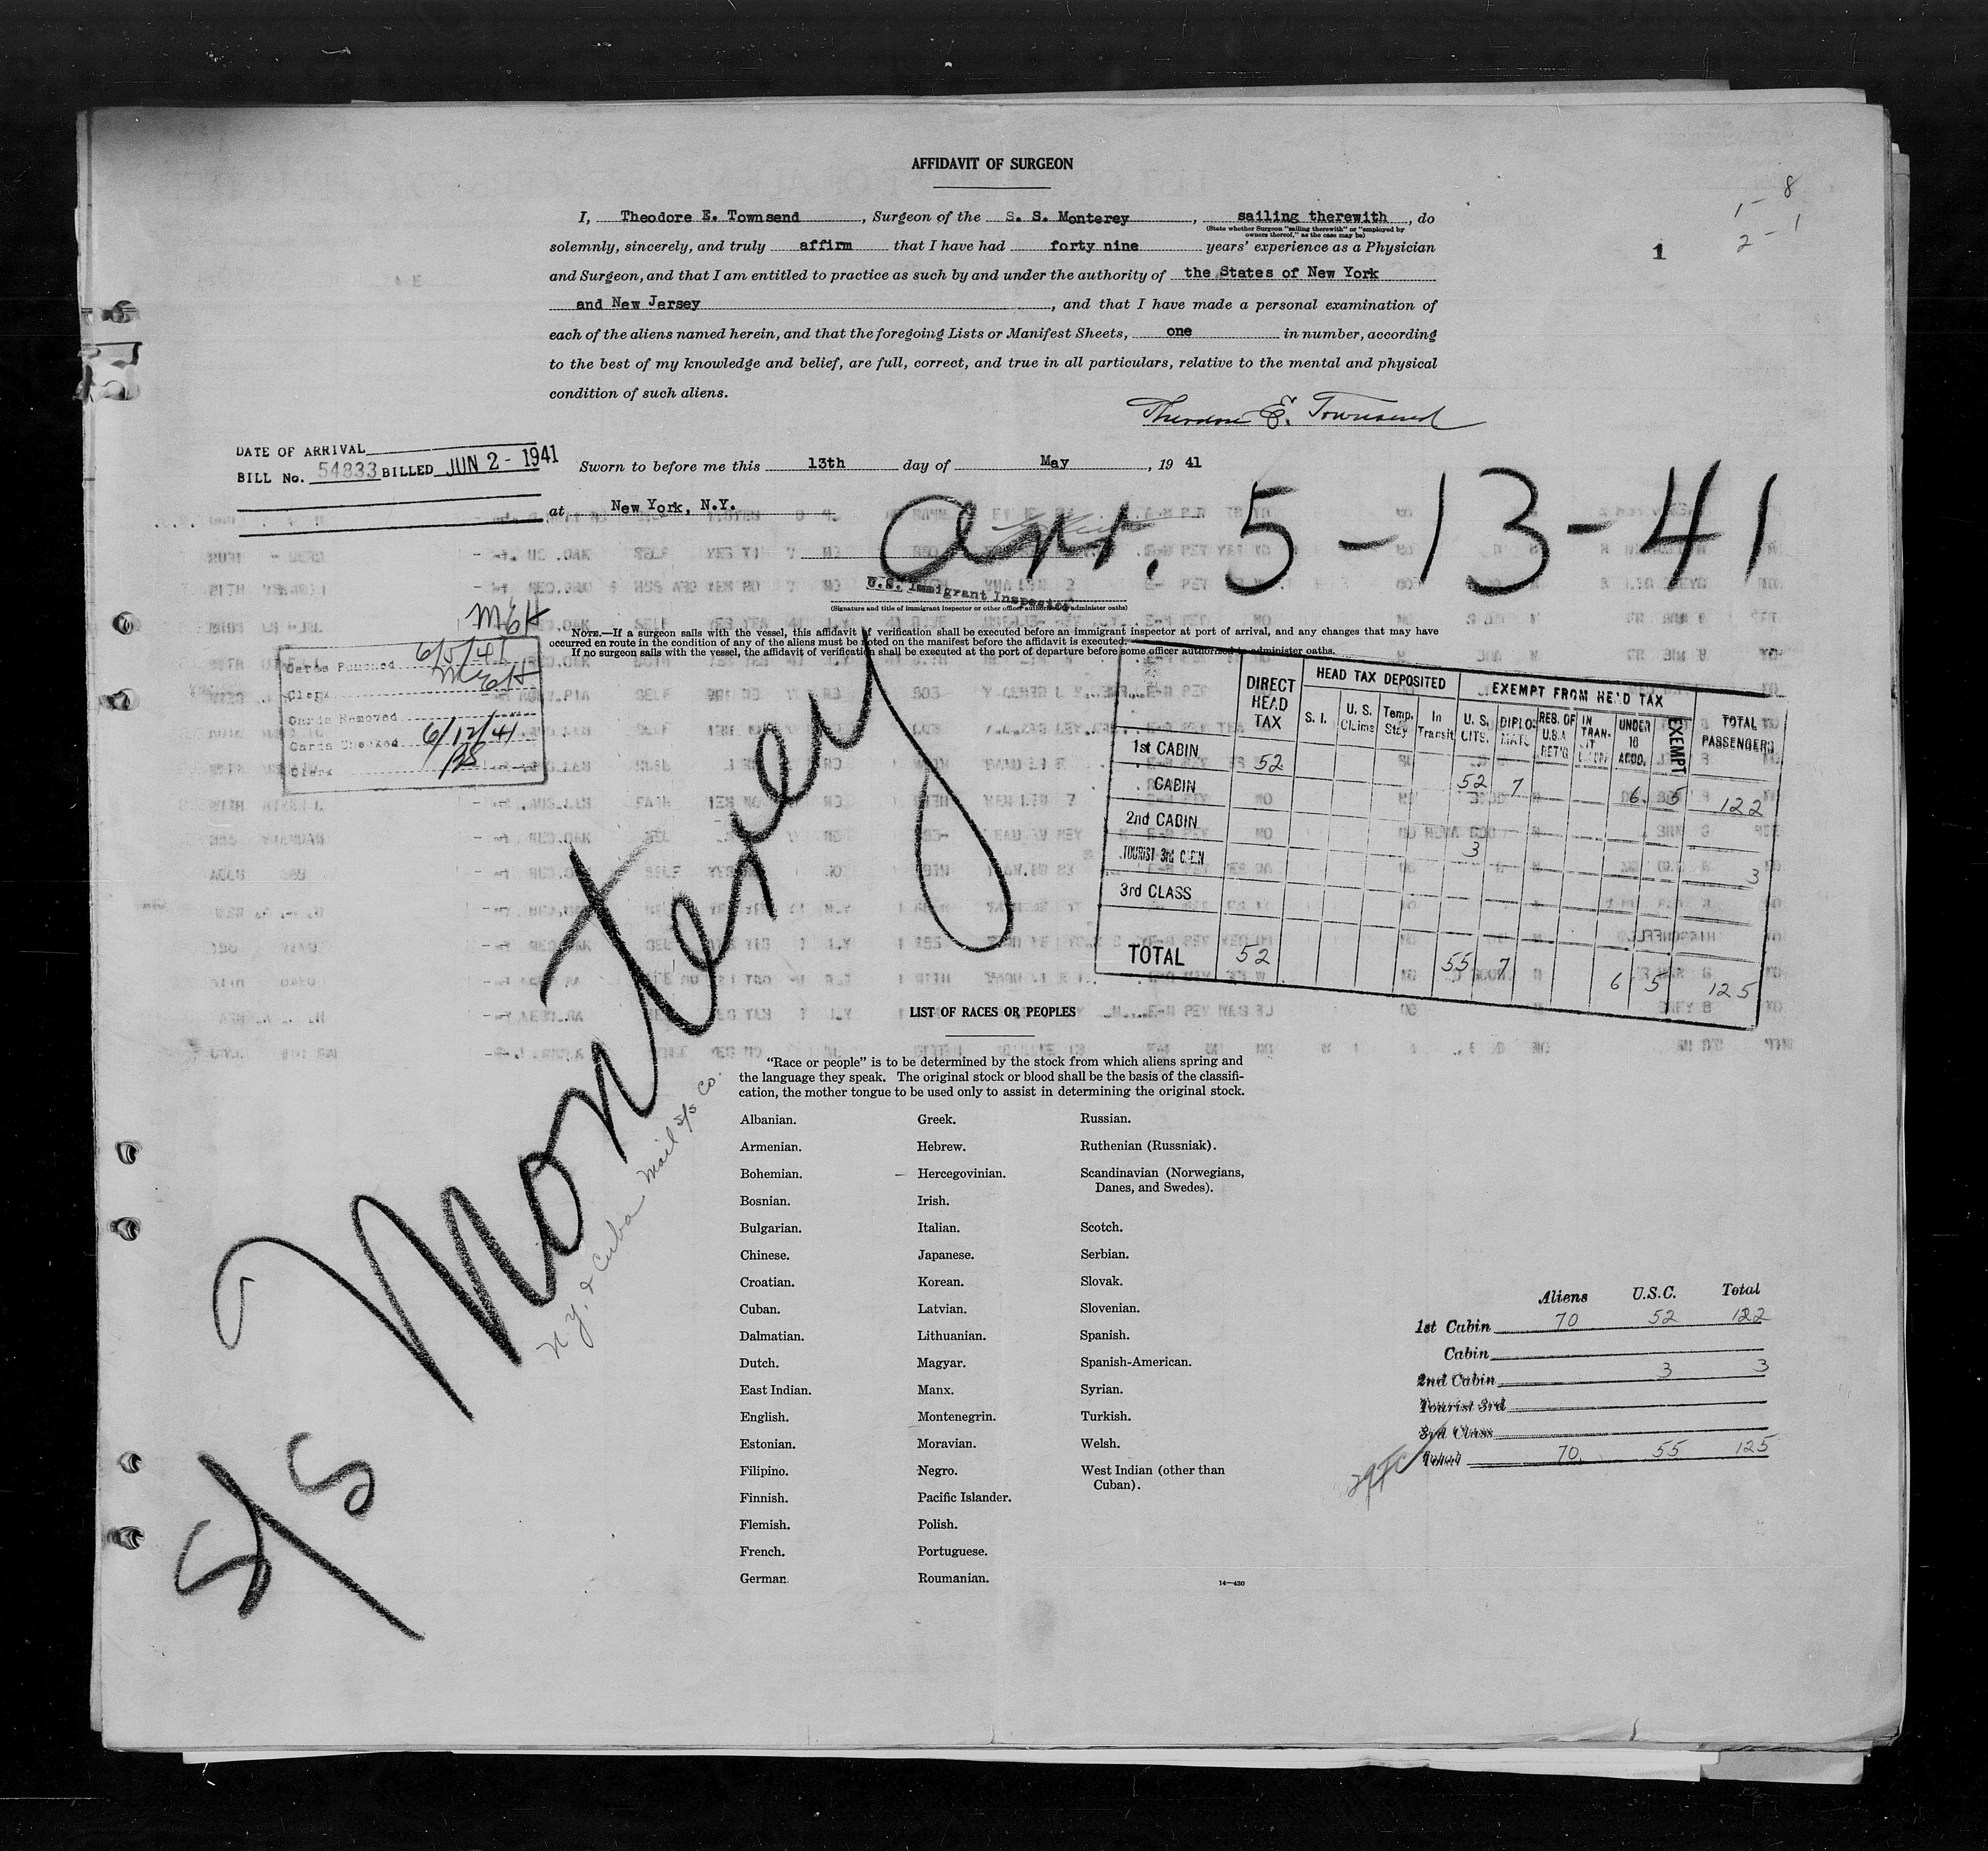 AFFIDAVIT OF SURGEON
8
1-
2-1
1
I, Theodore E. Townsend, Surgeon of the S. S. Monterey, sailing therewith, do
(State whether Surgeon "sailing therewith" or "employed by
owners thereof," as the case may be)
solemnly, sincerely, and truly affirm that I have had forty nine years' experience as a Physician
and Surgeon, and that I am entitled to practice as such by and under the authority of the States of New York
and New Jersey, and that I have made a personal examination of
each of the aliens named herein, and that the foregoing Lists or Manifest Sheets, one in number, according
to the best of my knowledge and belief, are full, correct, and true in all particulars, relative to the mental and physical
condition of such aliens.
Theodore E. Townsend
DATE OF ARRIVAL
BILL No. 54833 BILLED JUN 2 - 1941
Sworn to before me this 13th day of May, 19 41
at New York, N.Y.
Arr. 5-13-41
U.S. Immigrant Inspector
(Signature and title of immigrant inspector or other officer authorized to administer oaths)
NOTE.—If a surgeon sails with the vessel, this affidavit of verification shall be executed before an immigrant inspector at port of arrival, and any changes that may have
occurred en route in the condition of any of the aliens must be noted on the manifest before the affidavit is executed.
If no surgeon sails with the vessel, the affidavit of verification shall be executed at the port of departure before some officer authorized to administer oaths.
MEH
Cards Punched 6/5/41
Clerk MEH
Cards Removed
Cards Checked 6/12/41
Clerk
DIRECT HEAD TAX
HEAD TAX DEPOSITED
EXEMPT FROM HEAD TAX
TOTAL PASSENGERS
S. I. U. S. Claims Temp. Stay In Transit U. S. CITS. DIPLOMATS RES. OF U.S.A RET'G IN TRANSIT UNDER 16 ACCO. EXEMPT
1st CABIN 52 52 7 6 5 122
CABIN
2nd CABIN 3 3
TOURIST 3rd CABIN
3rd CLASS
TOTAL 52 55 7 6 5 125
S/S Monterey
N.Y. & Cuba Mail S/S Co.
LIST OF RACES OR PEOPLES
"Race or people" is to be determined by the stock from which aliens spring and
the language they speak. The original stock or blood shall be the basis of the classifi-
cation, the mother tongue to be used only to assist in determining the original stock.
Albanian.
Armenian.
Bohemian.
Bosnian.
Bulgarian.
Chinese.
Croatian.
Cuban.
Dalmatian.
Dutch.
East Indian.
English.
Estonian.
Filipino.
Finnish.
Flemish.
French.
German.
Greek.
Hebrew.
Hercegovinian.
Irish.
Italian.
Japanese.
Korean.
Latvian.
Lithuanian.
Magyar.
Manx.
Montenegrin.
Moravian.
Negro.
Pacific Islander.
Polish.
Portuguese.
Roumanian.
Russian.
Ruthenian (Russniak).
Scandinavian (Norwegians,
Danes, and Swedes).
Scotch.
Serbian.
Slovak.
Slovenian.
Spanish.
Spanish-American.
Syrian.
Turkish.
Welsh.
West Indian (other than
Cuban).
14—430
Aliens U.S.C. Total
1st Cabin 70 52 122
Cabin
2nd Cabin 3 3
Tourist 3rd
3rd Class
Total 70 55 125